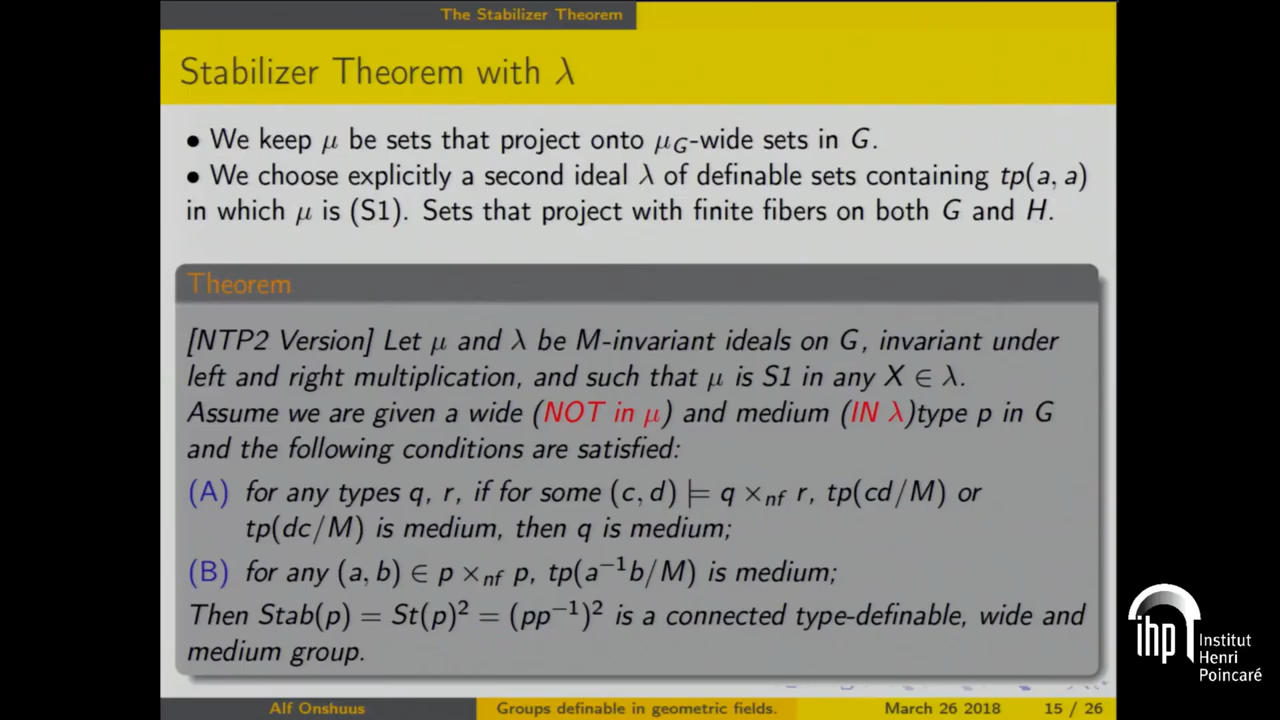 The Stabilizer Theorem
Stabilizer Theorem with λ
• We keep μ be sets that project onto μ_G-wide sets in G.
• We choose explicitly a second ideal λ of definable sets containing tp(a, a)
in which μ is (S1). Sets that project with finite fibers on both G and H.
Theorem
[NTP2 Version] Let μ and λ be M-invariant ideals on G, invariant under
left and right multiplication, and such that μ is S1 in any X ∈ λ.
Assume we are given a wide (NOT in μ) and medium (IN λ)type p in G
and the following conditions are satisfied:
(A) for any types q, r, if for some (c, d) ⊨ q ×_nf r, tp(cd/M) or
tp(dc/M) is medium, then q is medium;
(B) for any (a, b) ∈ p ×_nf p, tp(a⁻¹b/M) is medium;
Then Stab(p) = St(p)² = (pp⁻¹)² is a connected type-definable, wide and
medium group.
ihp Institut
Henri
Poincaré
Alf Onshuus Groups definable in geometric fields. March 26 2018 15 / 26